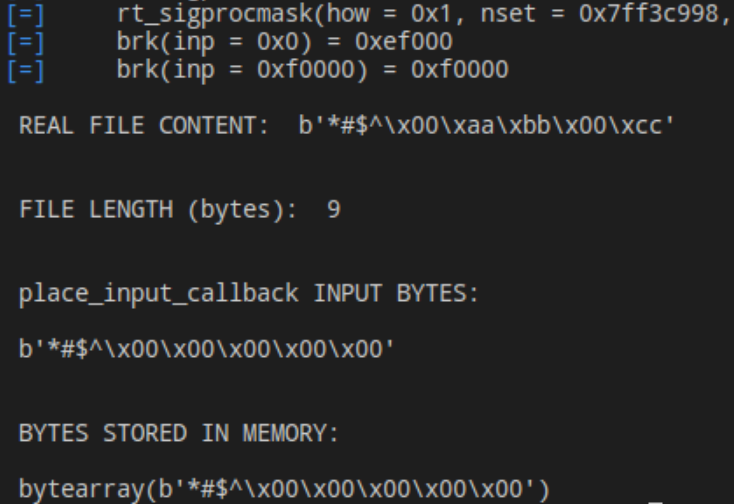 [=] rt_sigprocmask(how = 0x1, nset = 0x7ff3c998,
[=] brk(inp = 0x0) = 0xef000
[=] brk(inp = 0xf0000) = 0xf0000
REAL FILE CONTENT: b'*#$^\x00\xaa\xbb\x00\xcc'
FILE LENGTH (bytes): 9
place_input_callback INPUT BYTES:
b'*#$^\x00\x00\x00\x00\x00'
BYTES STORED IN MEMORY:
bytearray(b'*#$^\x00\x00\x00\x00\x00')